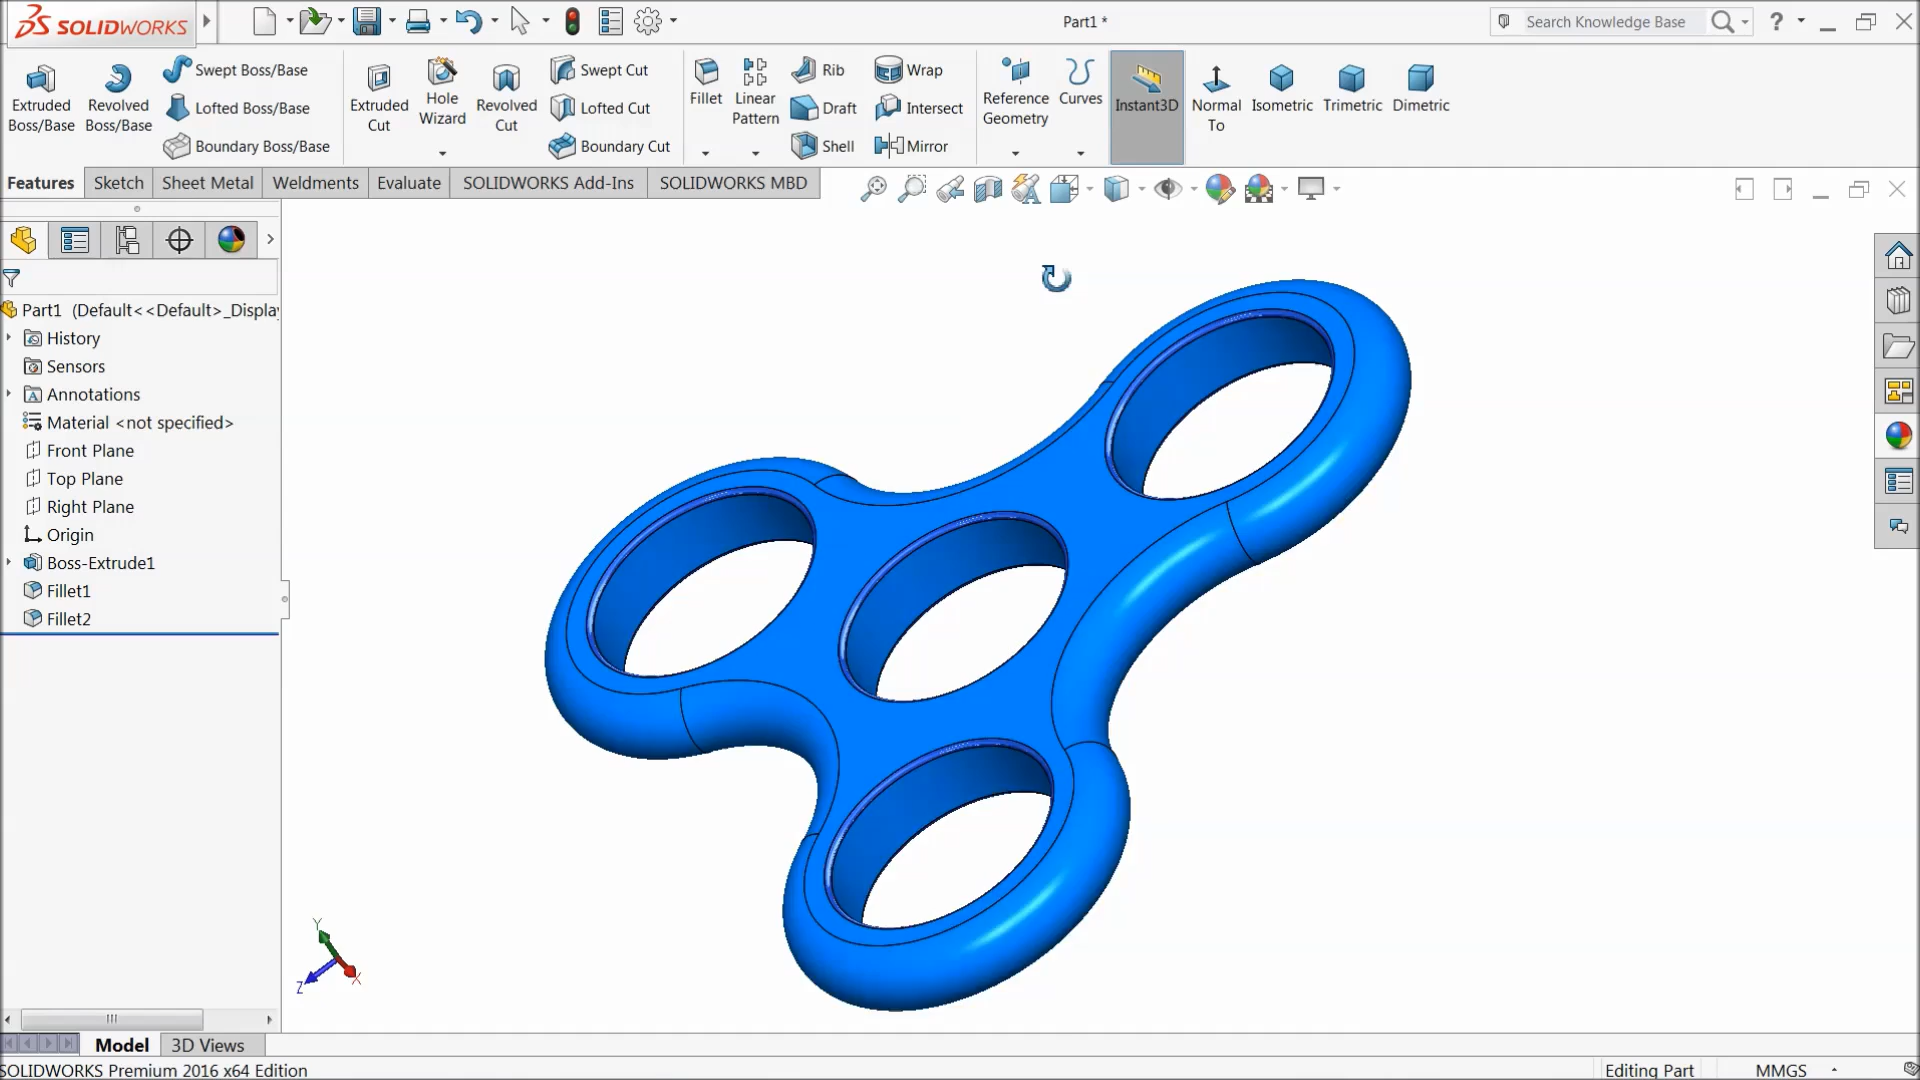 SOLIDWORKS
Part1 *
Search Knowledge Base
?
Extruded Boss/Base
Revolved Boss/Base
Swept Boss/Base
Lofted Boss/Base
Boundary Boss/Base
Extruded Cut
Hole Wizard
Revolved Cut
Swept Cut
Lofted Cut
Boundary Cut
Fillet
Linear Pattern
Rib
Draft
Shell
Wrap
Intersect
Mirror
Reference Geometry
Curves
Instant3D
Normal To
Isometric
Trimetric
Dimetric
Features
Sketch
Sheet Metal
Weldments
Evaluate
SOLIDWORKS Add-Ins
SOLIDWORKS MBD
Part1 (Default<<Default>_Displa
History
Sensors
Annotations
Material <not specified>
Front Plane
Top Plane
Right Plane
Origin
Boss-Extrude1
Fillet1
Fillet2
Y
Z
X
Model
3D Views
SOLIDWORKS Premium 2016 x64 Edition
Editing Part
MMGS